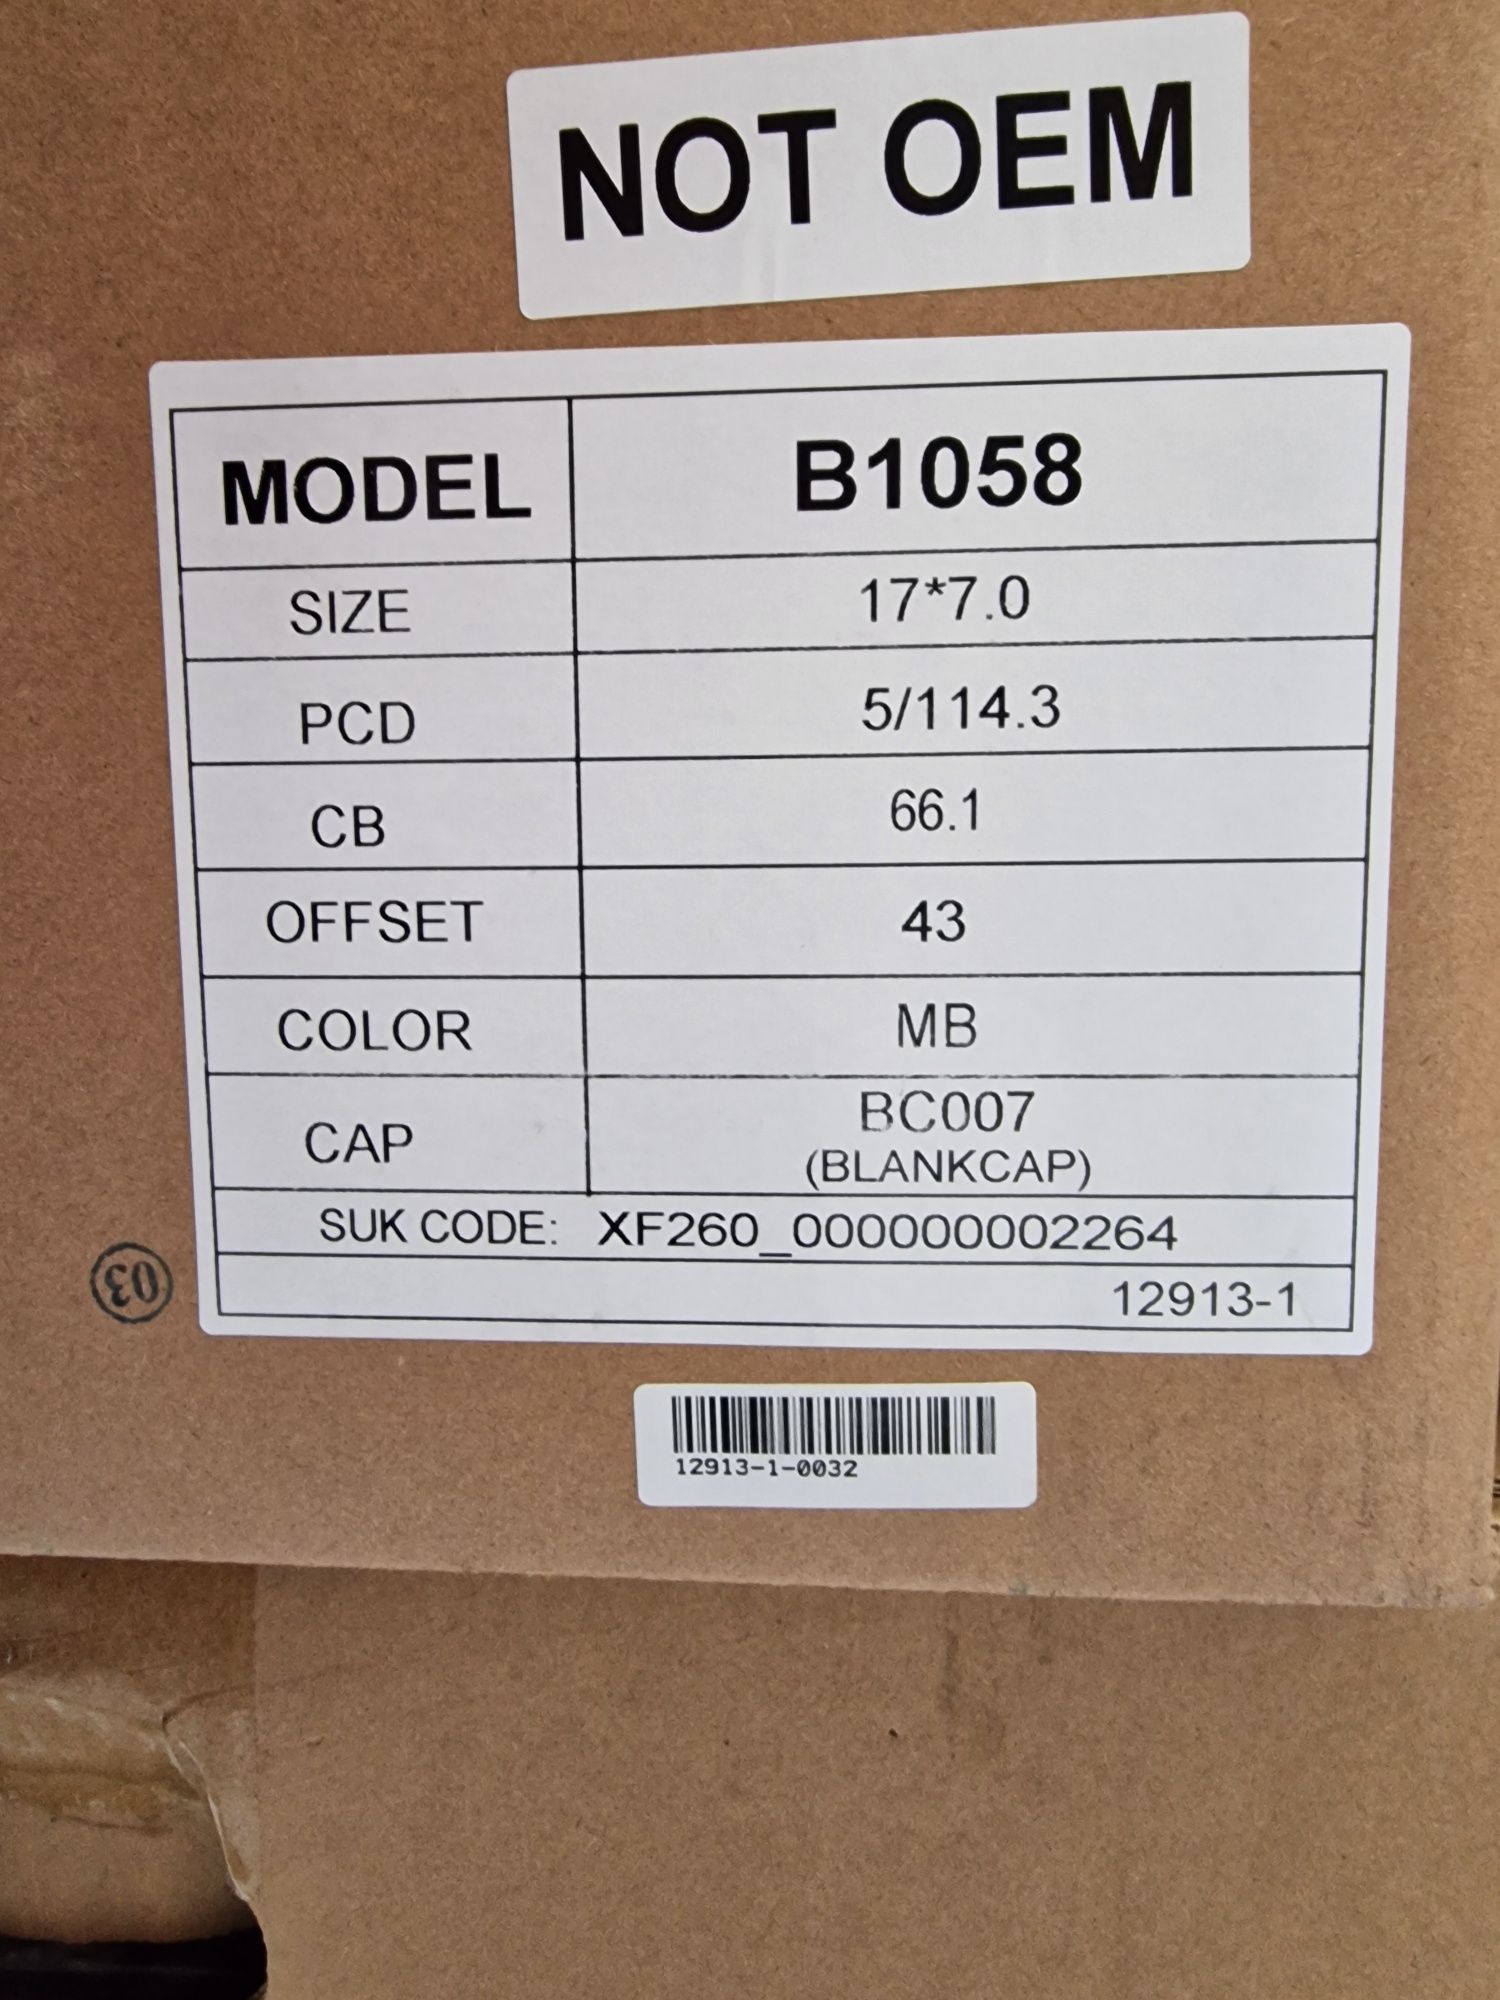 NOT OEM
MODEL B1058
SIZE 17*7.0
PCD 5/114.3
CB 66.1
OFFSET 43
COLOR MB
CAP BC007
(BLANKCAP)
SUK CODE: XF260_000000002264
12913-1
03
12913-1-0032